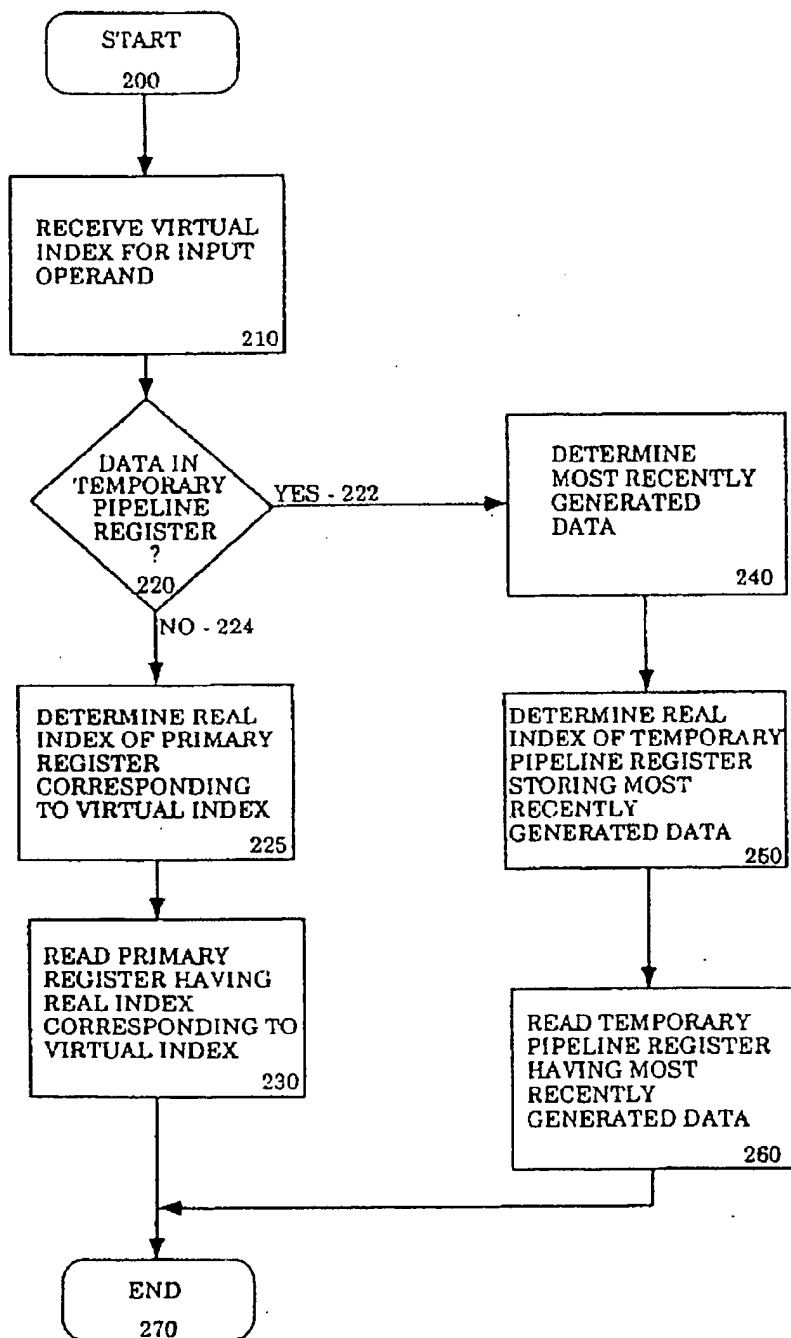 START
200
RECEIVE VIRTUAL
INDEX FOR INPUT
OPERAND
210
DATA IN
TEMPORARY
PIPELINE
REGISTER
?
220
YES - 222
NO - 224
DETERMINE
MOST RECENTLY
GENERATED
DATA
240
DETERMINE REAL
INDEX OF PRIMARY
REGISTER
CORRESPONDING
TO VIRTUAL INDEX
225
DETERMINE REAL
INDEX OF TEMPORARY
PIPELINE REGISTER
STORING MOST
RECENTLY
GENERATED DATA
250
READ PRIMARY
REGISTER HAVING
REAL INDEX
CORRESPONDING TO
VIRTUAL INDEX
230
READ TEMPORARY
PIPELINE REGISTER
HAVING MOST
RECENTLY
GENERATED DATA
260
END
270